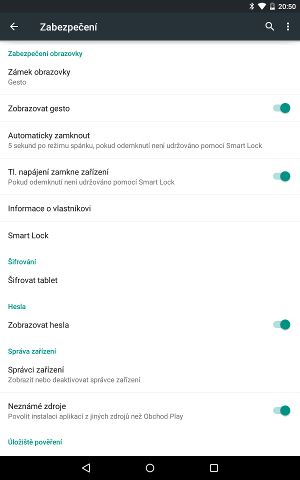 20:50
Zabezpečení
Zabezpečení obrazovky
Zámek obrazovky
Gesto
Zobrazovat gesto
Automaticky zamknout
5 sekund po režimu spánku, pokud odemknutí není udržováno pomocí Smart Lock
Tl. napájení zamkne zařízení
Pokud odemknutí není udržováno pomocí Smart Lock
Informace o vlastníkovi
Smart Lock
Šifrování
Šifrovat tablet
Hesla
Zobrazovat hesla
Správa zařízení
Správci zařízení
Zobrazit nebo deaktivovat správce zařízení
Neznámé zdroje
Povolit instalaci aplikací z jiných zdrojů než Obchod Play
Úložiště pověření